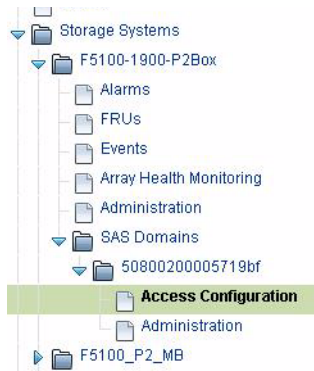 Storage Systems
F5100-1900-P2Box
Alarms
FRUs
Events
Array Health Monitoring
Administration
SAS Domains
50800200005719bf
Access Configuration
Administration
F5100_P2_MB